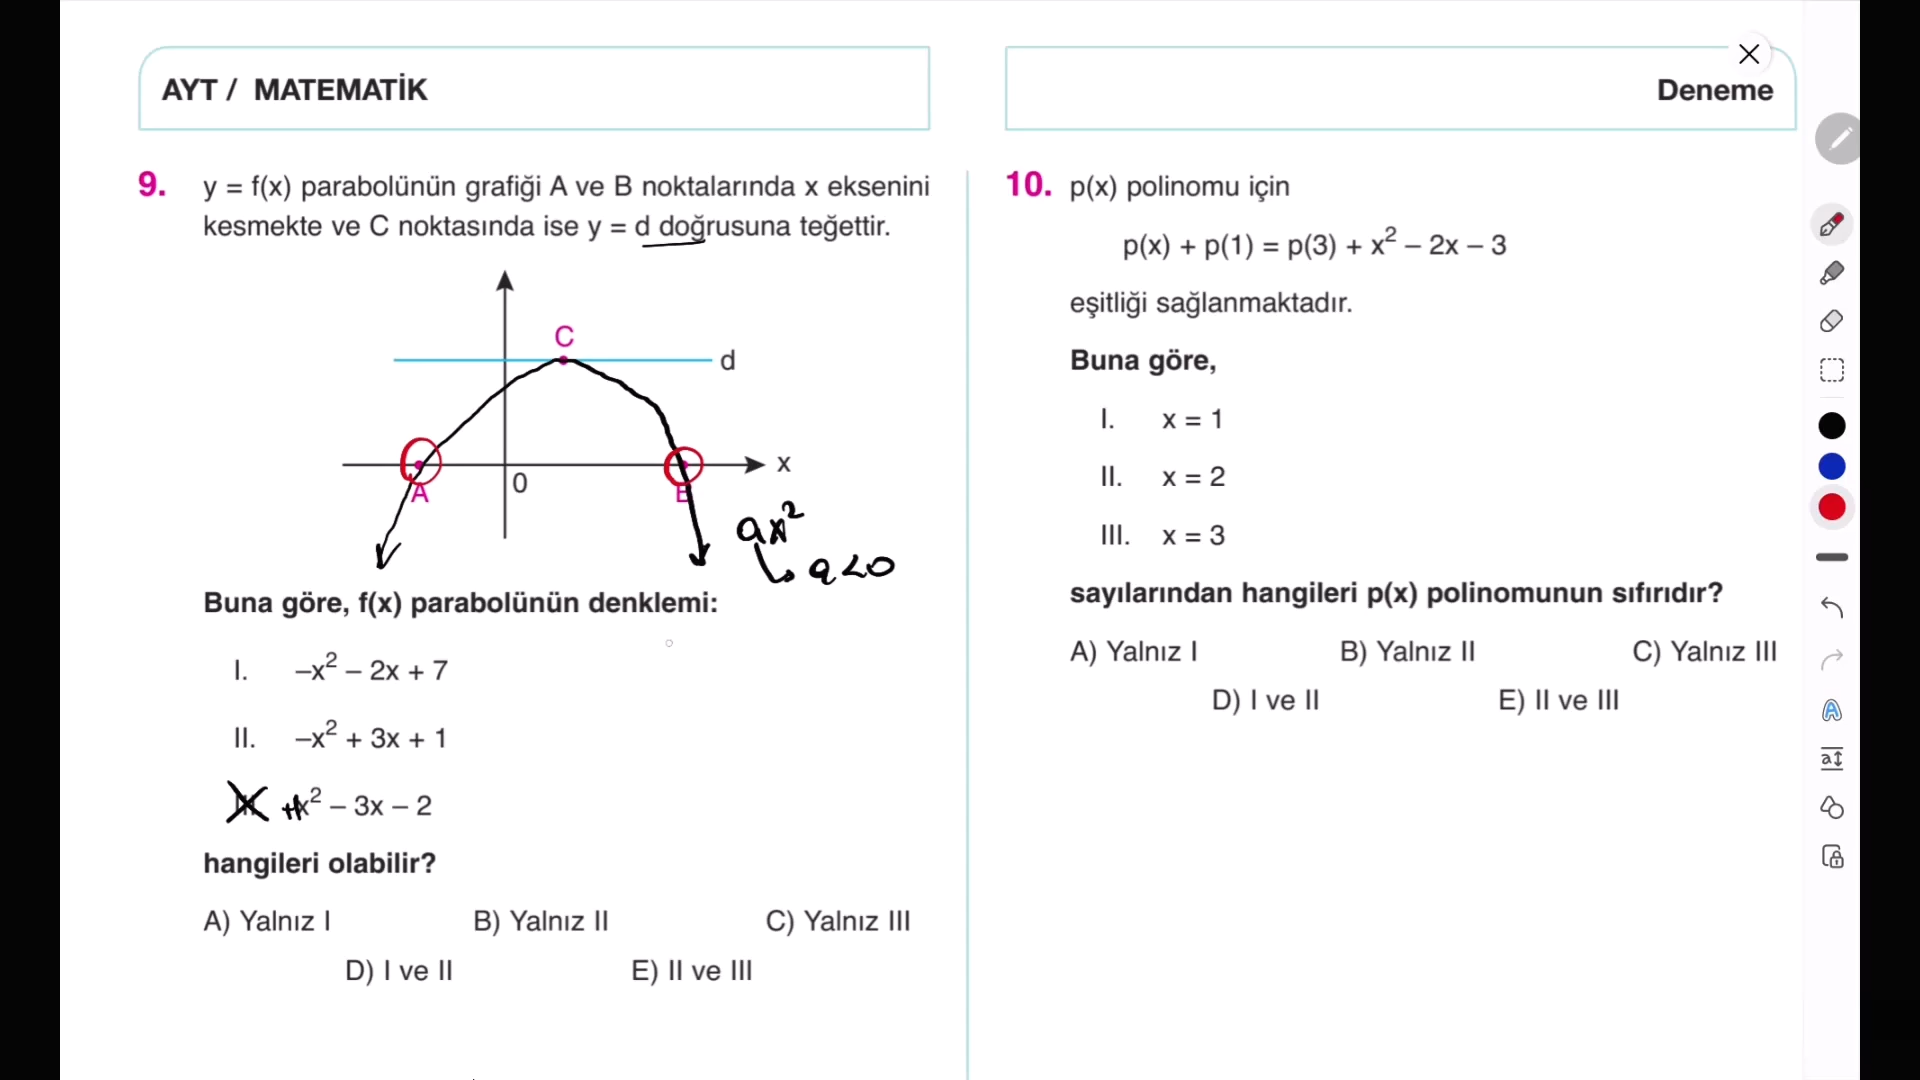 AYT / MATEMATİK
Deneme
9. y = f(x) parabolünün grafiği A ve B noktalarında x eksenini
kesmekte ve C noktasında ise y = d doğrusuna teğettir.
C
d
x
0
A
B
ax²
a<0
Buna göre, f(x) parabolünün denklemi:
I. –x² – 2x + 7
II. –x² + 3x + 1
+x² – 3x – 2
hangileri olabilir?
A) Yalnız I B) Yalnız II C) Yalnız III
D) I ve II E) II ve III
10. p(x) polinomu için
p(x) + p(1) = p(3) + x² – 2x – 3
eşitliği sağlanmaktadır.
Buna göre,
I. x = 1
II. x = 2
III. x = 3
sayılarından hangileri p(x) polinomunun sıfırıdır?
A) Yalnız I B) Yalnız II C) Yalnız III
D) I ve II E) II ve III